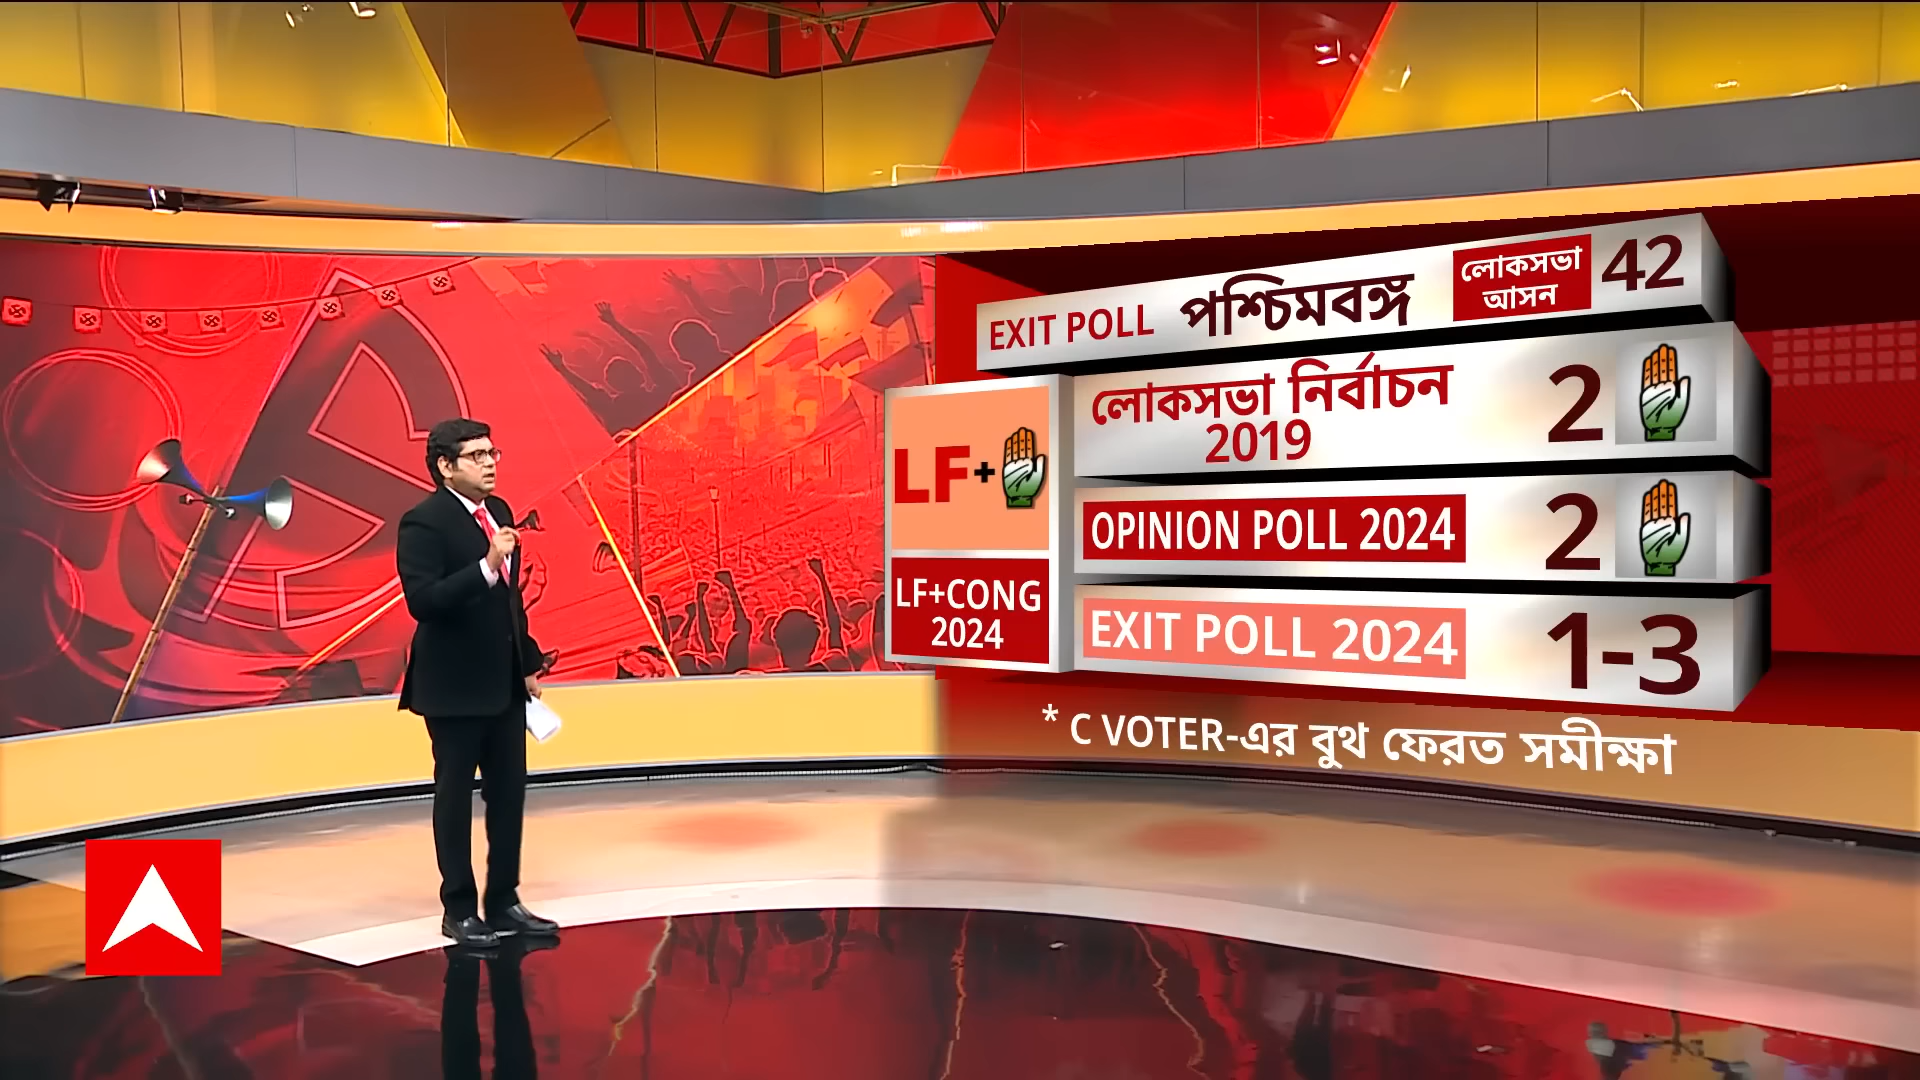 EXIT POLL পশ্চিমবঙ্গ লোকসভা আসন 42
লোকসভা নির্বাচন
2019
2
LF+
OPINION POLL 2024 2
LF+CONG
2024
EXIT POLL 2024 1-3
* C VOTER-এর বুথ ফেরত সমীক্ষা